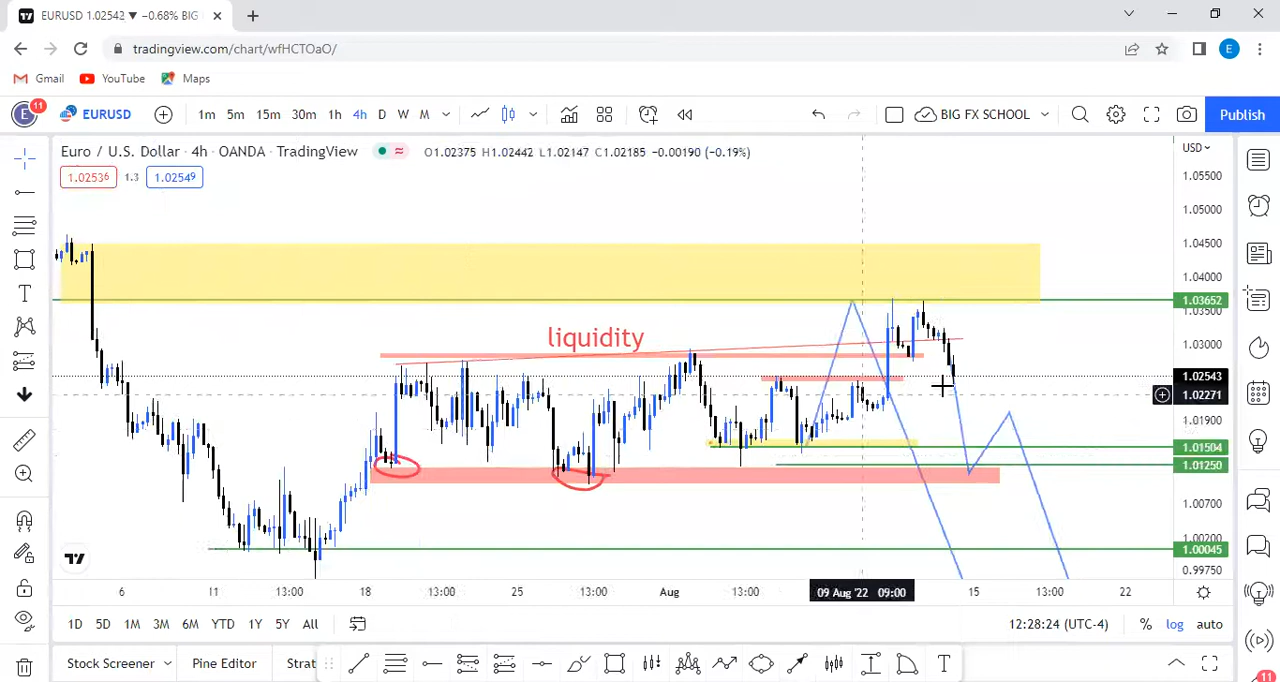 EURUSD 1.02542 ▼ −0.68% BIG
tradingview.com/chart/wfHCTOaO/
E
Gmail YouTube Maps
E 11 EURUSD 1m 5m 15m 30m 1h 4h D W M BIG FX SCHOOL Publish
Euro / U.S. Dollar · 4h · OANDA · TradingView O1.02375 H1.02442 L1.02147 C1.02185 −0.00190 (−0.19%)
USD
1.02536 1.3 1.02549
1.05500
1.05000
1.04500
1.04000
1.03652
1.03500
liquidity
1.03000
1.02543
1.02271
1.01900
1.01504
1.01250
1.00700
1.00200
1.00045
0.99750
6 11 13:00 18 13:00 25 13:00 Aug 13:00 09 Aug '22 09:00 15 13:00 22
1D 5D 1M 3M 6M YTD 1Y 5Y All 12:28:24 (UTC-4) % log auto
Stock Screener Pine Editor Strat T
11